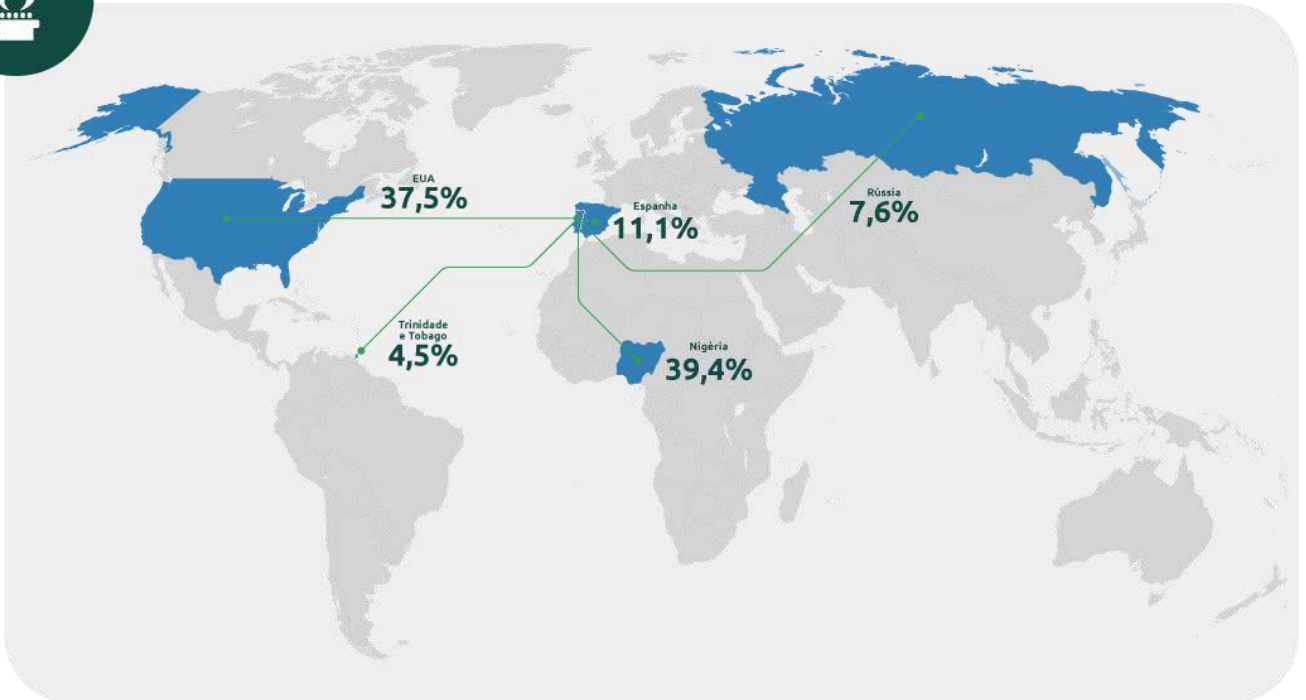 EUA
37,5%
Espanha
11,1%
Rússia
7,6%
Trinidade
e Tobago
4,5%
Nigéria
39,4%